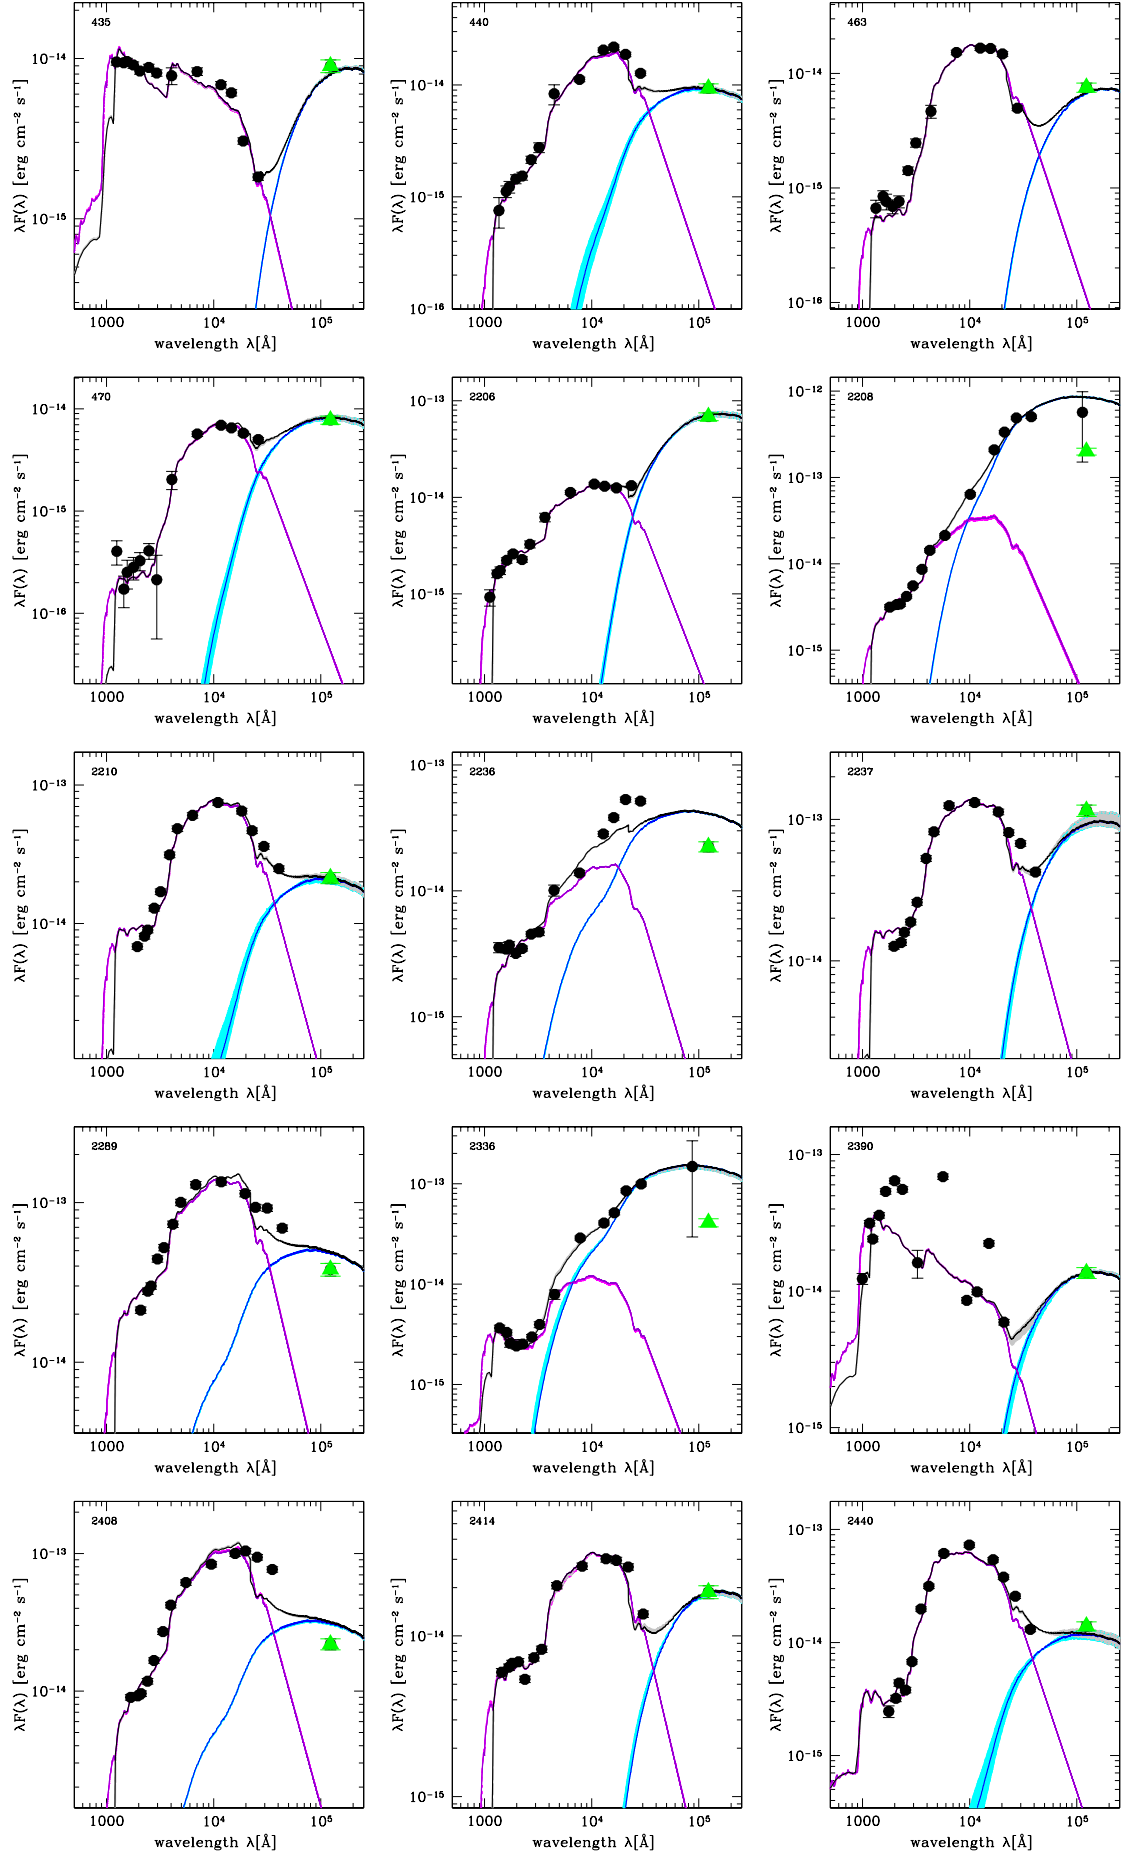 435
10⁻¹⁴
10⁻¹⁵
λF(λ) [erg cm⁻² s⁻¹]
1000 10⁴ 10⁵
wavelength λ[Å]
440
10⁻¹⁴
10⁻¹⁵
10⁻¹⁶
λF(λ) [erg cm⁻² s⁻¹]
1000 10⁴ 10⁵
wavelength λ[Å]
463
10⁻¹⁴
10⁻¹⁵
10⁻¹⁶
λF(λ) [erg cm⁻² s⁻¹]
1000 10⁴ 10⁵
wavelength λ[Å]
470
10⁻¹⁴
10⁻¹⁵
10⁻¹⁶
λF(λ) [erg cm⁻² s⁻¹]
1000 10⁴ 10⁵
wavelength λ[Å]
2206
10⁻¹³
10⁻¹⁴
10⁻¹⁵
λF(λ) [erg cm⁻² s⁻¹]
1000 10⁴ 10⁵
wavelength λ[Å]
2208
10⁻¹²
10⁻¹³
10⁻¹⁴
10⁻¹⁵
λF(λ) [erg cm⁻² s⁻¹]
1000 10⁴ 10⁵
wavelength λ[Å]
2210
10⁻¹³
10⁻¹⁴
λF(λ) [erg cm⁻² s⁻¹]
1000 10⁴ 10⁵
wavelength λ[Å]
2236
10⁻¹³
10⁻¹⁴
10⁻¹⁵
λF(λ) [erg cm⁻² s⁻¹]
1000 10⁴ 10⁵
wavelength λ[Å]
2237
10⁻¹³
10⁻¹⁴
λF(λ) [erg cm⁻² s⁻¹]
1000 10⁴ 10⁵
wavelength λ[Å]
2289
10⁻¹³
10⁻¹⁴
λF(λ) [erg cm⁻² s⁻¹]
1000 10⁴ 10⁵
wavelength λ[Å]
2336
10⁻¹³
10⁻¹⁴
10⁻¹⁵
λF(λ) [erg cm⁻² s⁻¹]
1000 10⁴ 10⁵
wavelength λ[Å]
2390
10⁻¹³
10⁻¹⁴
10⁻¹⁵
λF(λ) [erg cm⁻² s⁻¹]
1000 10⁴ 10⁵
wavelength λ[Å]
2408
10⁻¹³
10⁻¹⁴
λF(λ) [erg cm⁻² s⁻¹]
1000 10⁴ 10⁵
wavelength λ[Å]
2414
10⁻¹⁴
10⁻¹⁵
λF(λ) [erg cm⁻² s⁻¹]
1000 10⁴ 10⁵
wavelength λ[Å]
2440
10⁻¹³
10⁻¹⁴
10⁻¹⁵
λF(λ) [erg cm⁻² s⁻¹]
1000 10⁴ 10⁵
wavelength λ[Å]